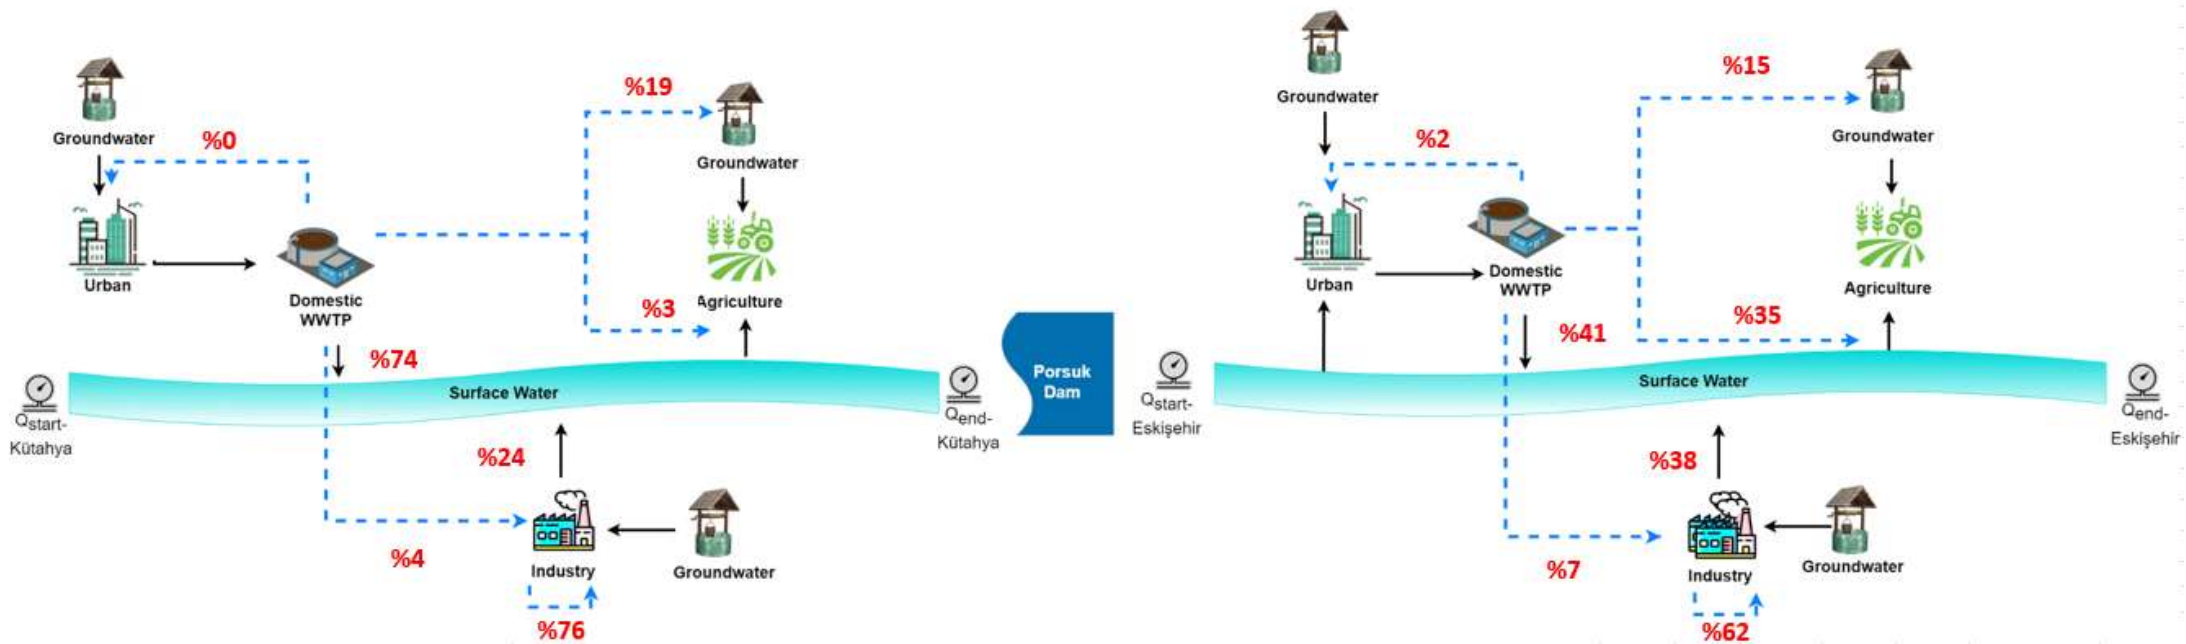 Groundwater
%0
Urban
Domestic
WWTP
%19
Groundwater
%3
Agriculture
%74
Surface Water
Qstart-
Kütahya
Qend-
Kütahya
%24
%4
Industry
Groundwater
%76
Porsuk
Dam
Groundwater
%2
Urban
Domestic
WWTP
%15
Groundwater
Agriculture
%35
%41
Surface Water
Qstart-
Eskişehir
Qend-
Eskişehir
%38
%7
Industry
Groundwater
%62